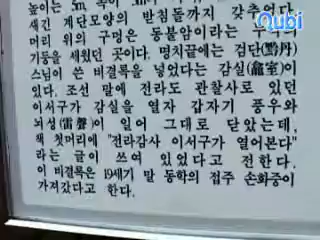 Qubi
높이는 5m, 폭이 3m
새긴 계단모양의 받침돌까지 갖추었다.
머리 위의 구멍은 동불암이라는 누각의
기둥을 세웠던 곳이다. 명치끝에는 검단(黔丹)
스님이 쓴 비결록을 넣었다는 감실(龕室)이
있다. 조선 말에 전라도 관찰사로 있던
이서구가 감실을 열자 갑자기 풍우와
뇌성(雷聲)이 일어 그대로 닫았는데,
책 첫머리에 "전라감사 이서구가 열어본다"
라는 글이 쓰여 있었다고 전한다.
이 비결록은 19세기 말 동학의 접주 손화중이
가져갔다고 한다.